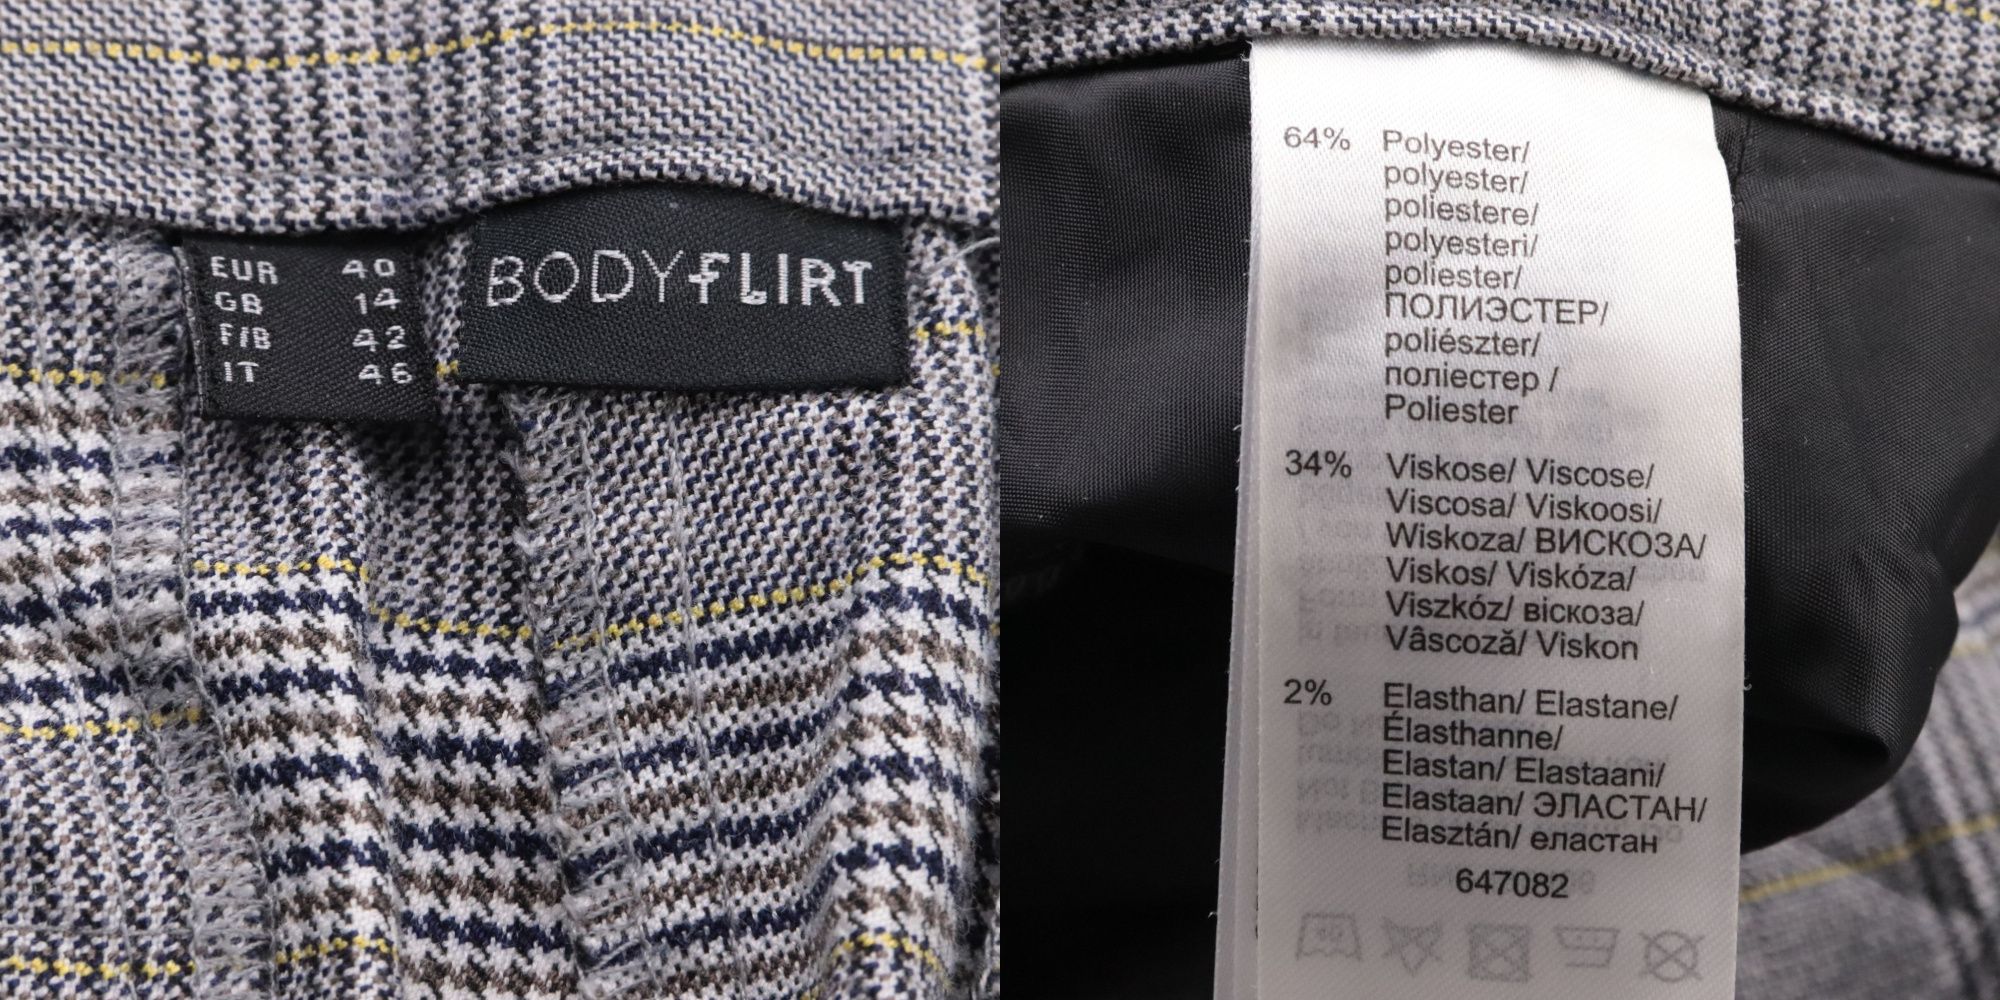 EUR 40
GB 14
F/B 42
IT 46
BODYFLIRT
64% Polyester/
polyester/
poliestere/
polyesteri/
poliester/
ПОЛИЭСТЕР/
poliészter/
поліестер /
Poliester
34% Viskose/ Viscose/
Viscosa/ Viskoosi/
Wiskoza/ ВИСКОЗА/
Viskos/ Viskóza/
Viszkóz/ віскоза/
Vâscoză/ Viskon
2% Elasthan/ Elastane/
Élasthanne/
Elastan/ Elastaani/
Elastaan/ ЭЛАСТАН/
Elasztán/ еластан
647082